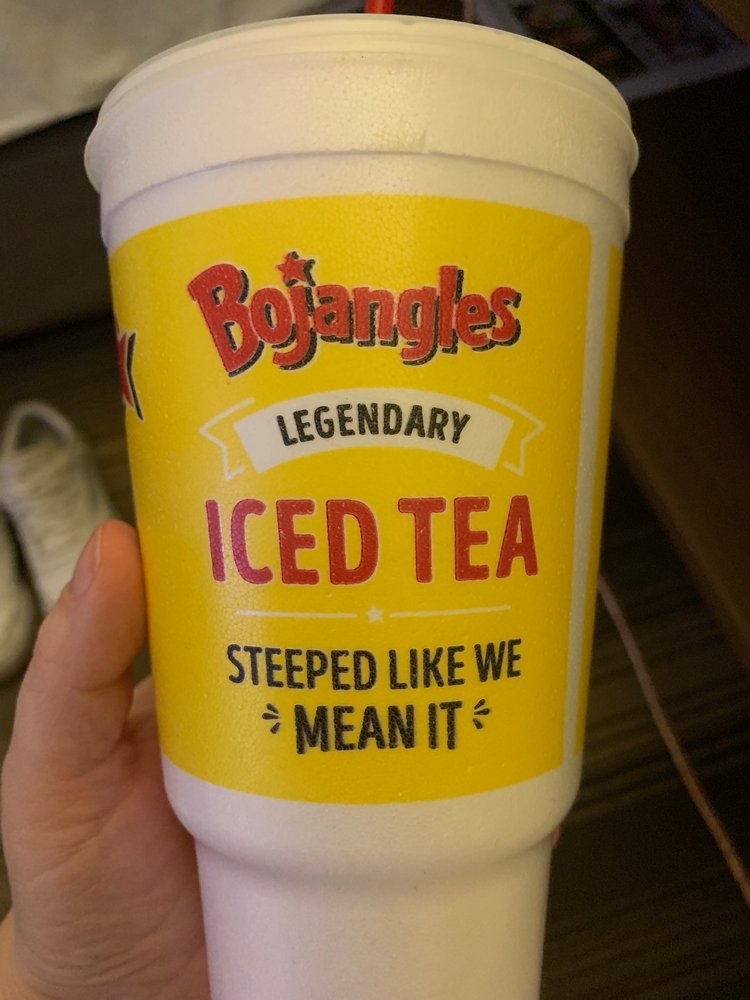 Bojangles
LEGENDARY
ICED TEA
STEEPED LIKE WE
MEAN IT